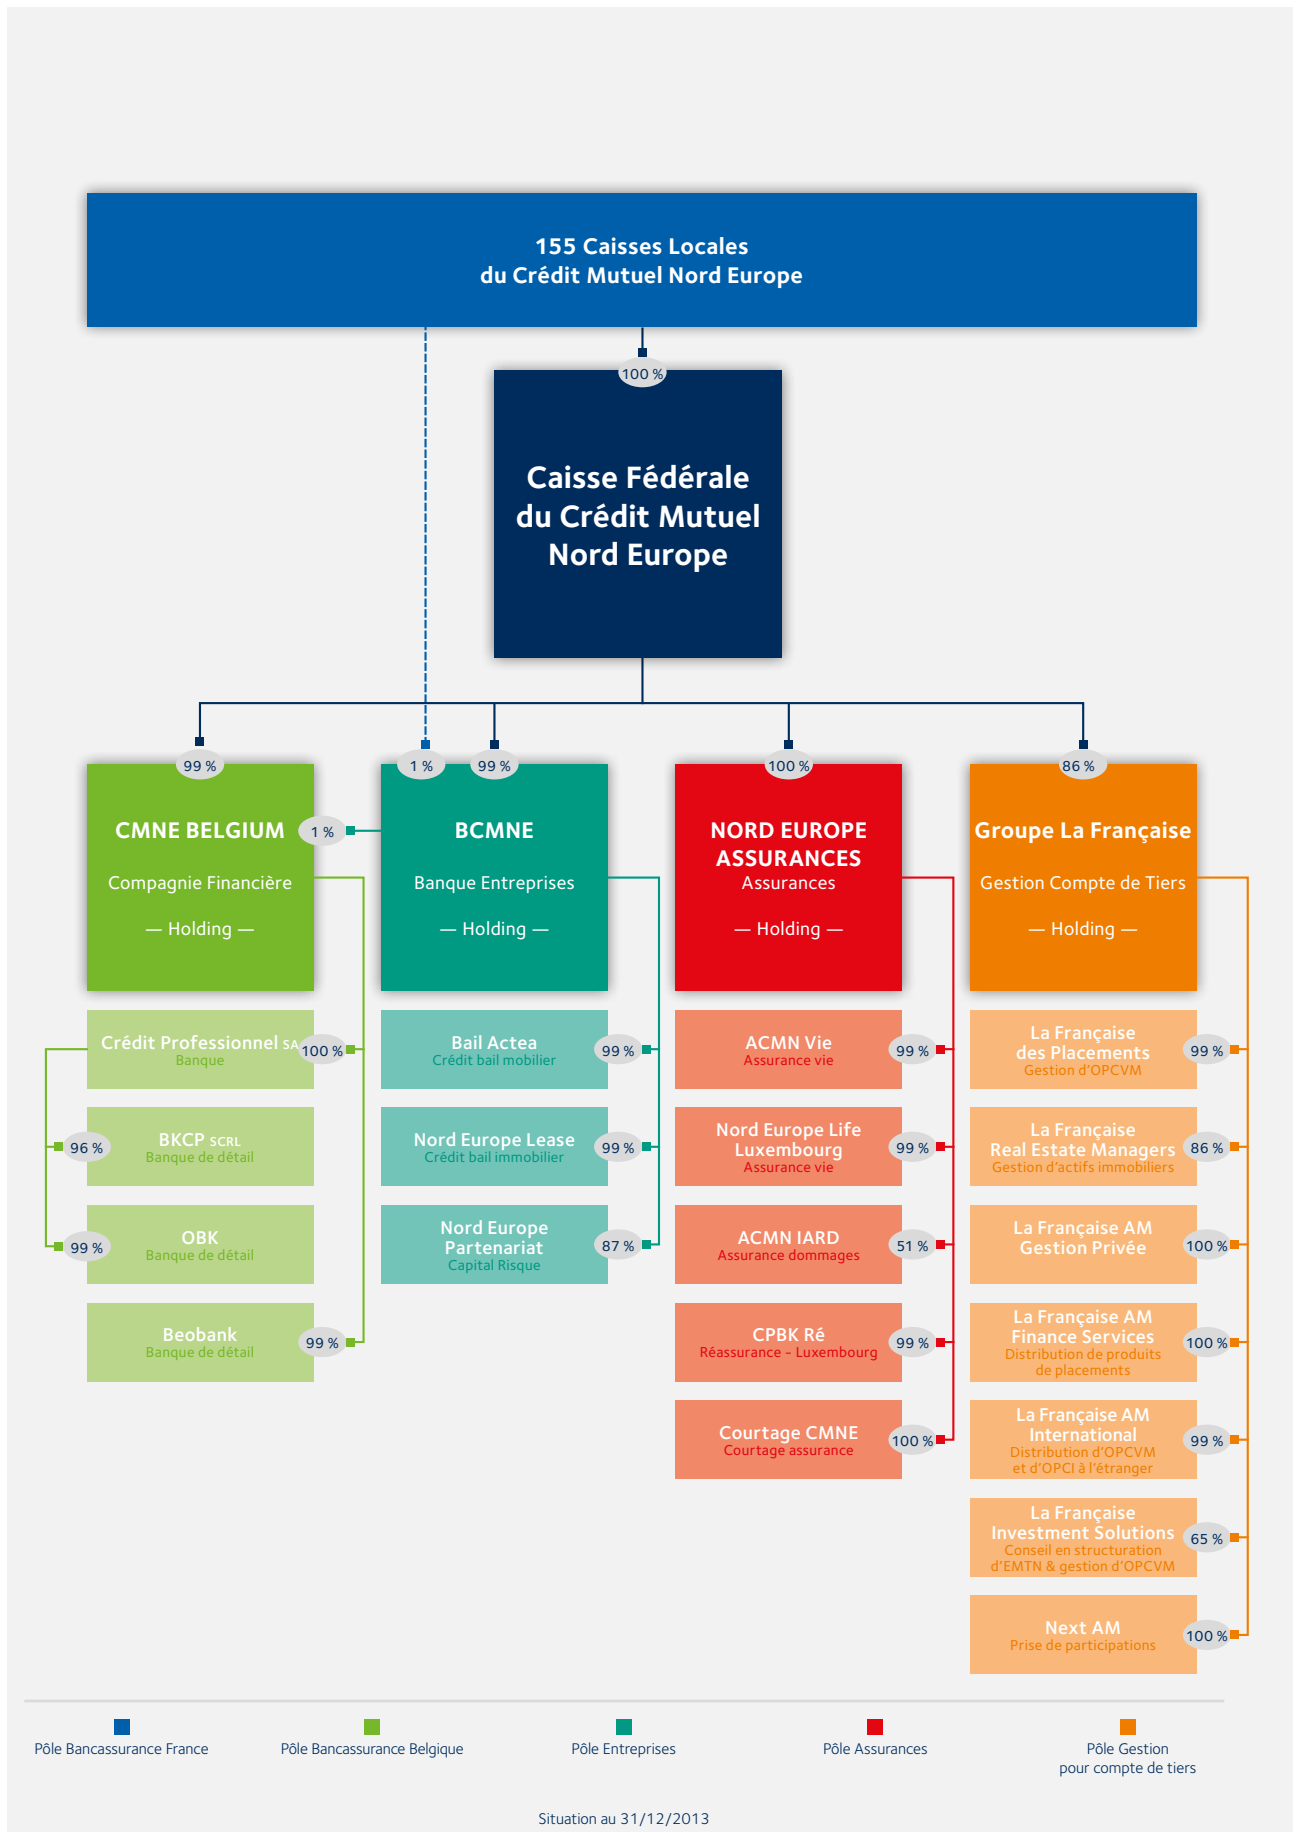 155 Caisses Locales
du Crédit Mutuel Nord Europe
100 %
Caisse Fédérale
du Crédit Mutuel
Nord Europe
99 %
1 %
99 %
100 %
86 %
CMNE BELGIUM
1 %
Compagnie Financière
— Holding —
Crédit Professionnel SA
Banque
100 %
BKCP SCRL
Banque de détail
96 %
OBK
Banque de détail
99 %
Beobank
Banque de détail
99 %
BCMNE
Banque Entreprises
— Holding —
Bail Actea
Crédit bail mobilier
99 %
Nord Europe Lease
Crédit bail immobilier
99 %
Nord Europe
Partenariat
Capital Risque
87 %
NORD EUROPE
ASSURANCES
Assurances
— Holding —
ACMN Vie
Assurance vie
99 %
Nord Europe Life
Luxembourg
Assurance vie
99 %
ACMN IARD
Assurance dommages
51 %
CPBK Ré
Réassurance - Luxembourg
99 %
Courtage CMNE
Courtage assurance
100 %
Groupe La Française
Gestion Compte de Tiers
— Holding —
La Française
des Placements
Gestion d'OPCVM
99 %
La Française
Real Estate Managers
Gestion d'actifs immobiliers
86 %
La Française AM
Gestion Privée
100 %
La Française AM
Finance Services
Distribution de produits
de placements
100 %
La Française AM
International
Distribution d'OPCVM
et d'OPCI à l'étranger
99 %
La Française
Investment Solutions
Conseil en structuration
d'EMTN & gestion d'OPCVM
65 %
Next AM
Prise de participations
100 %
Pôle Bancassurance France
Pôle Bancassurance Belgique
Pôle Entreprises
Pôle Assurances
Pôle Gestion
pour compte de tiers
Situation au 31/12/2013